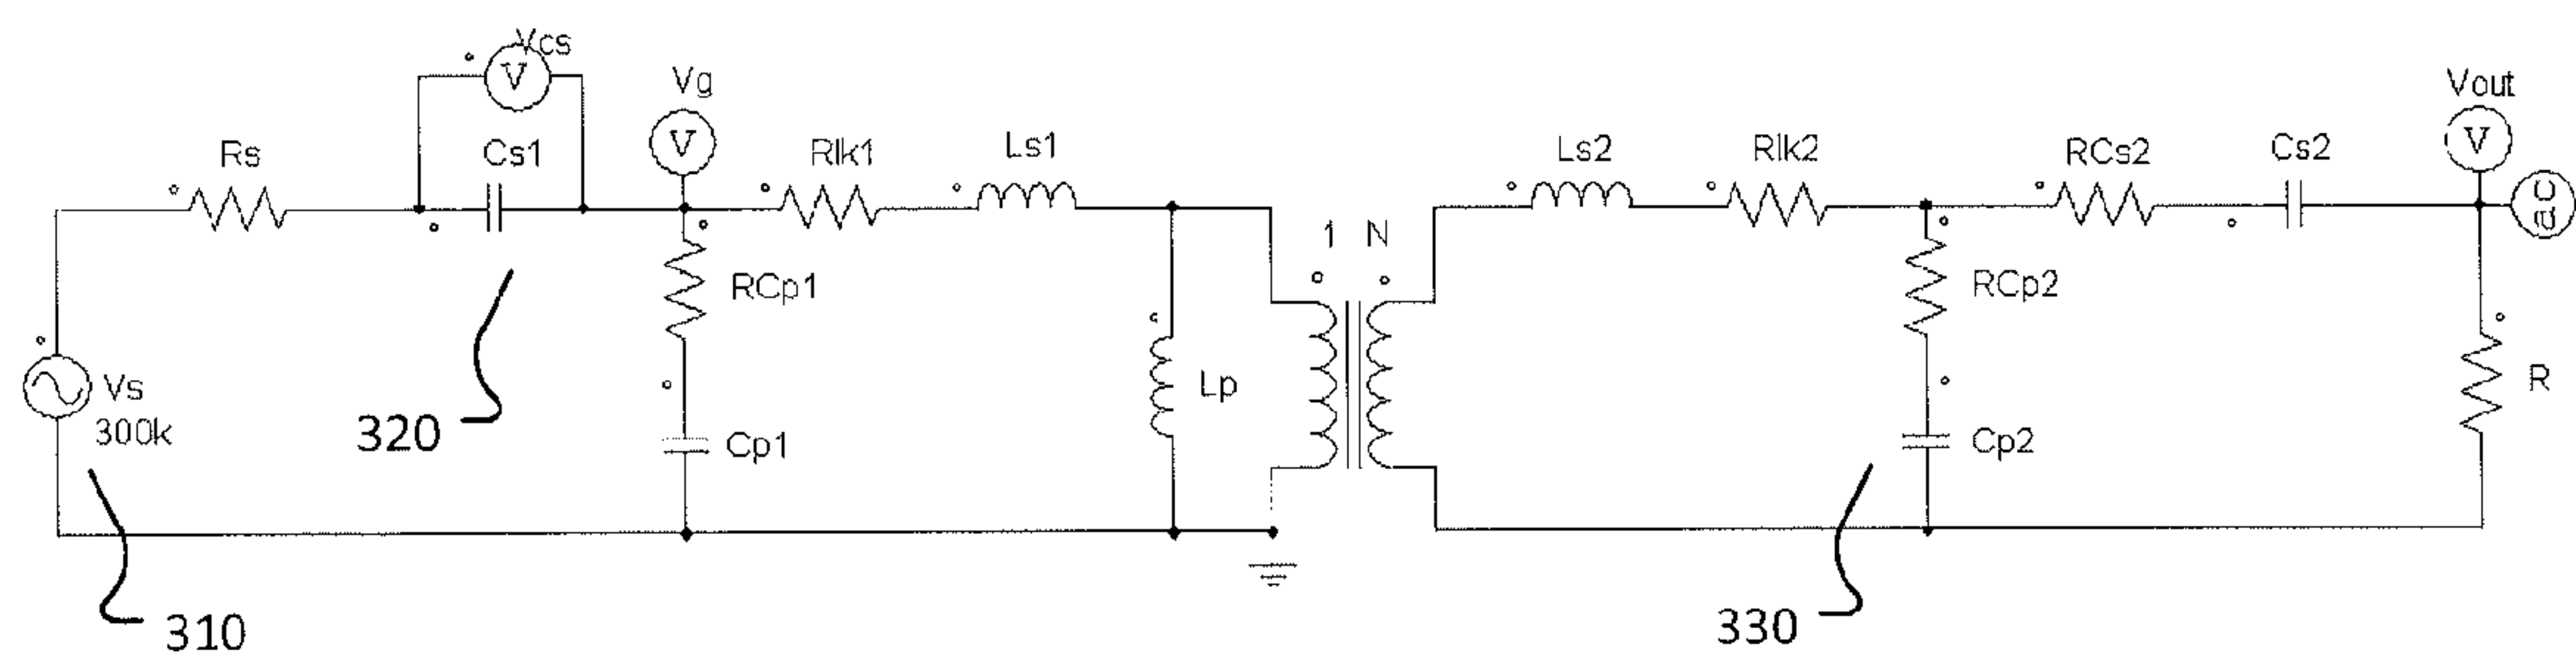 Vcs
V
Vg
V
Rs
Cs1
Rlk1
Ls1
RCp1
Cp1
Vs
300k
Lp
1 N
Ls2
Rlk2
RCs2
Cs2
Vout
V
RCp2
Cp2
R
310
320
330